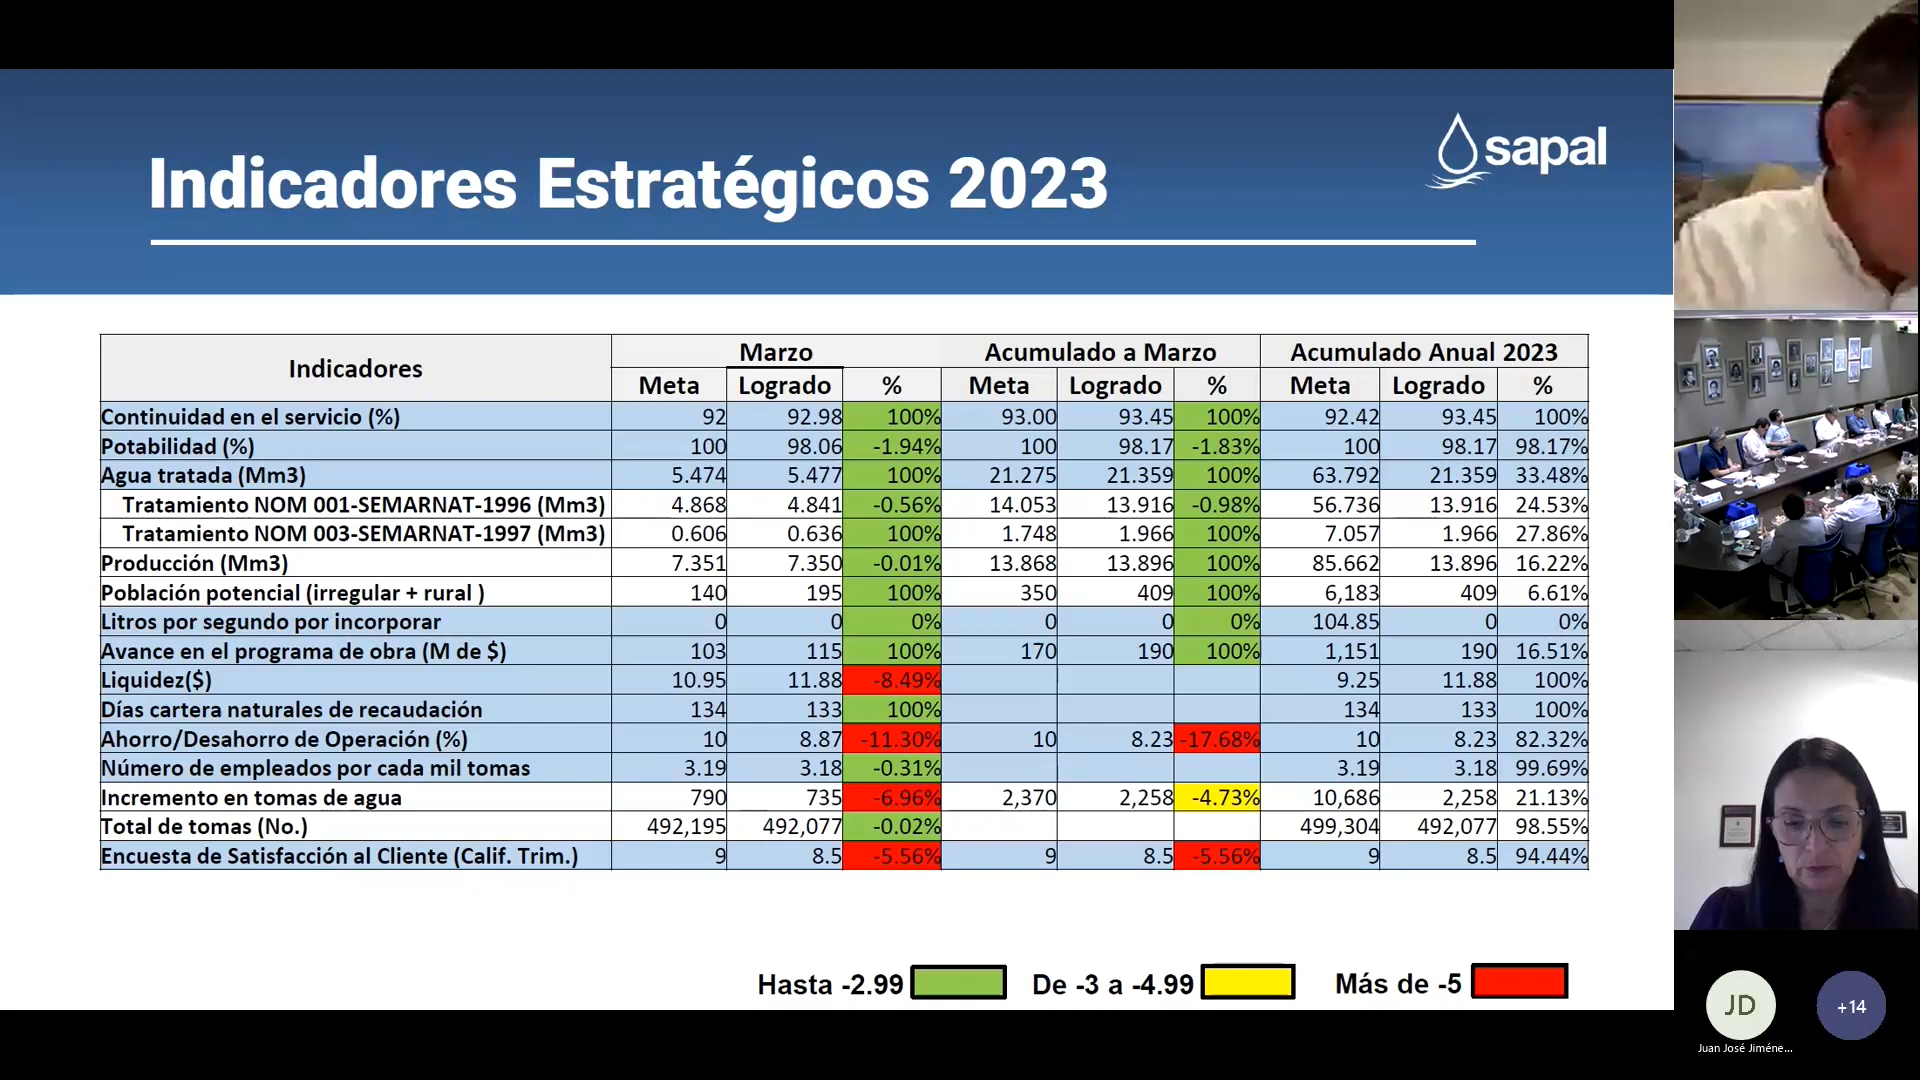 Indicadores Estratégicos 2023
sapal
Indicadores Marzo Acumulado a Marzo Acumulado Anual 2023
Meta Logrado % Meta Logrado % Meta Logrado %
Continuidad en el servicio (%) 92 92.98 100% 93.00 93.45 100% 92.42 93.45 100%
Potabilidad (%) 100 98.06 -1.94% 100 98.17 -1.83% 100 98.17 98.17%
Agua tratada (Mm3) 5.474 5.477 100% 21.275 21.359 100% 63.792 21.359 33.48%
Tratamiento NOM 001-SEMARNAT-1996 (Mm3) 4.868 4.841 -0.56% 14.053 13.916 -0.98% 56.736 13.916 24.53%
Tratamiento NOM 003-SEMARNAT-1997 (Mm3) 0.606 0.636 100% 1.748 1.966 100% 7.057 1.966 27.86%
Producción (Mm3) 7.351 7.350 -0.01% 13.868 13.896 100% 85.662 13.896 16.22%
Población potencial (irregular + rural ) 140 195 100% 350 409 100% 6,183 409 6.61%
Litros por segundo por incorporar 0 0 0% 0 0 0% 104.85 0 0%
Avance en el programa de obra (M de $) 103 115 100% 170 190 100% 1,151 190 16.51%
Liquidez($) 10.95 11.88 -8.49% 9.25 11.88 100%
Días cartera naturales de recaudación 134 133 100% 134 133 100%
Ahorro/Desahorro de Operación (%) 10 8.87 -11.30% 10 8.23 -17.68% 10 8.23 82.32%
Número de empleados por cada mil tomas 3.19 3.18 -0.31% 3.19 3.18 99.69%
Incremento en tomas de agua 790 735 -6.96% 2,370 2,258 -4.73% 10,686 2,258 21.13%
Total de tomas (No.) 492,195 492,077 -0.02% 499,304 492,077 98.55%
Encuesta de Satisfacción al Cliente (Calif. Trim.) 9 8.5 -5.56% 9 8.5 -5.56% 9 8.5 94.44%
Hasta -2.99 De -3 a -4.99 Más de -5
JD +14
Juan José Jiméne...